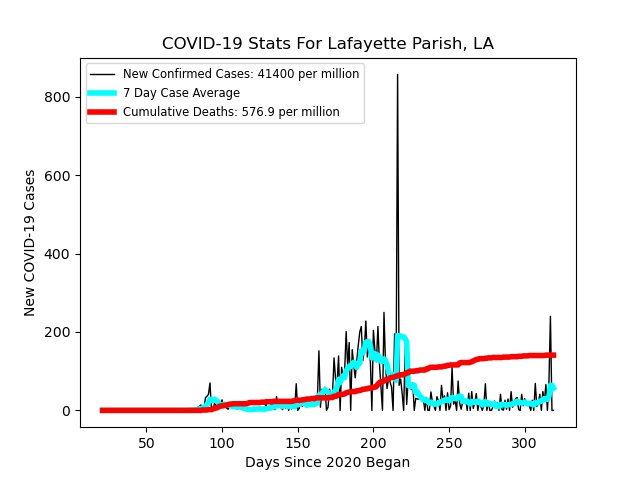 COVID-19 Stats For Lafayette Parish, LA
New Confirmed Cases: 41400 per million
7 Day Case Average
Cumulative Deaths: 576.9 per million
New COVID-19 Cases
800
600
400
200
0
50 100 150 200 250 300
Days Since 2020 Began